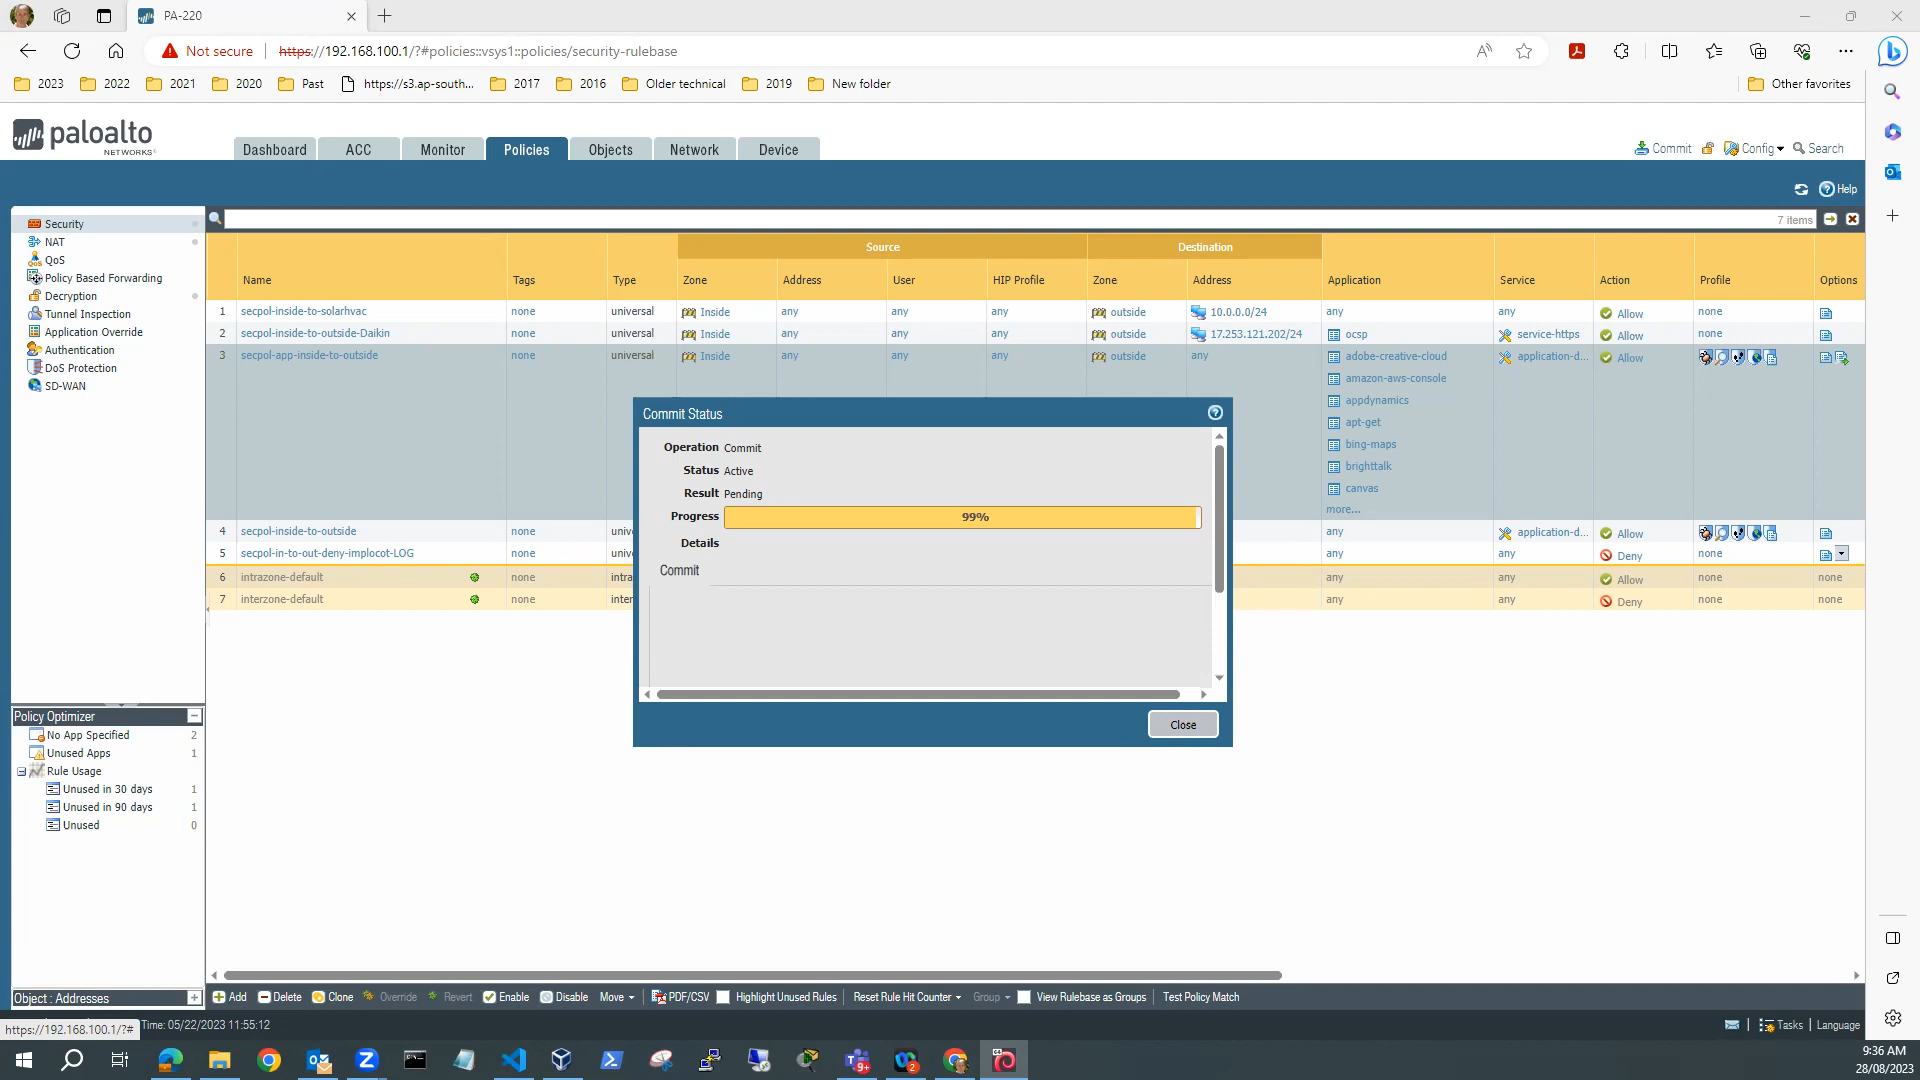 PA-220
Not secure
https://192.168.100.1/?#policies::vsys1::policies/security-rulebase
2023
2022
2021
2020
Past
https://s3.ap-south...
2017
2016
Older technical
2019
New folder
Other favorites
paloalto
NETWORKS
Dashboard
ACC
Monitor
Policies
Objects
Network
Device
Commit
Config
Search
Help
Security
NAT
QoS
Policy Based Forwarding
Decryption
Tunnel Inspection
Application Override
Authentication
DoS Protection
SD-WAN
7 items
Source
Destination
Name
Tags
Type
Zone
Address
User
HIP Profile
Zone
Address
Application
Service
Action
Profile
Options
1 secpol-inside-to-solarhvac none universal Inside any any any outside 10.0.0.0/24 any any Allow none
2 secpol-inside-to-outside-Daikin none universal Inside any any any outside 17.253.121.202/24 ocsp service-https Allow none
3 secpol-app-inside-to-outside none universal Inside any any any outside any adobe-creative-cloud application-d... Allow
amazon-aws-console
appdynamics
apt-get
bing-maps
brighttalk
canvas
more...
4 secpol-inside-to-outside none unive any application-d... Allow
5 secpol-in-to-out-deny-implocot-LOG none unive any any Deny none
6 intrazone-default none intra any any Allow none none
7 interzone-default none inter any any Deny none none
Commit Status
Operation Commit
Status Active
Result Pending
Progress 99%
Details
Commit
Close
Policy Optimizer
No App Specified 2
Unused Apps 1
Rule Usage
Unused in 30 days 1
Unused in 90 days 1
Unused 0
Object : Addresses
Add
Delete
Clone
Override
Revert
Enable
Disable
Move
PDF/CSV
Highlight Unused Rules
Reset Rule Hit Counter
Group
View Rulebase as Groups
Test Policy Match
https://192.168.100.1/?#
Time: 05/22/2023 11:55:12
Tasks
Language
9+
2
9:36 AM
28/08/2023